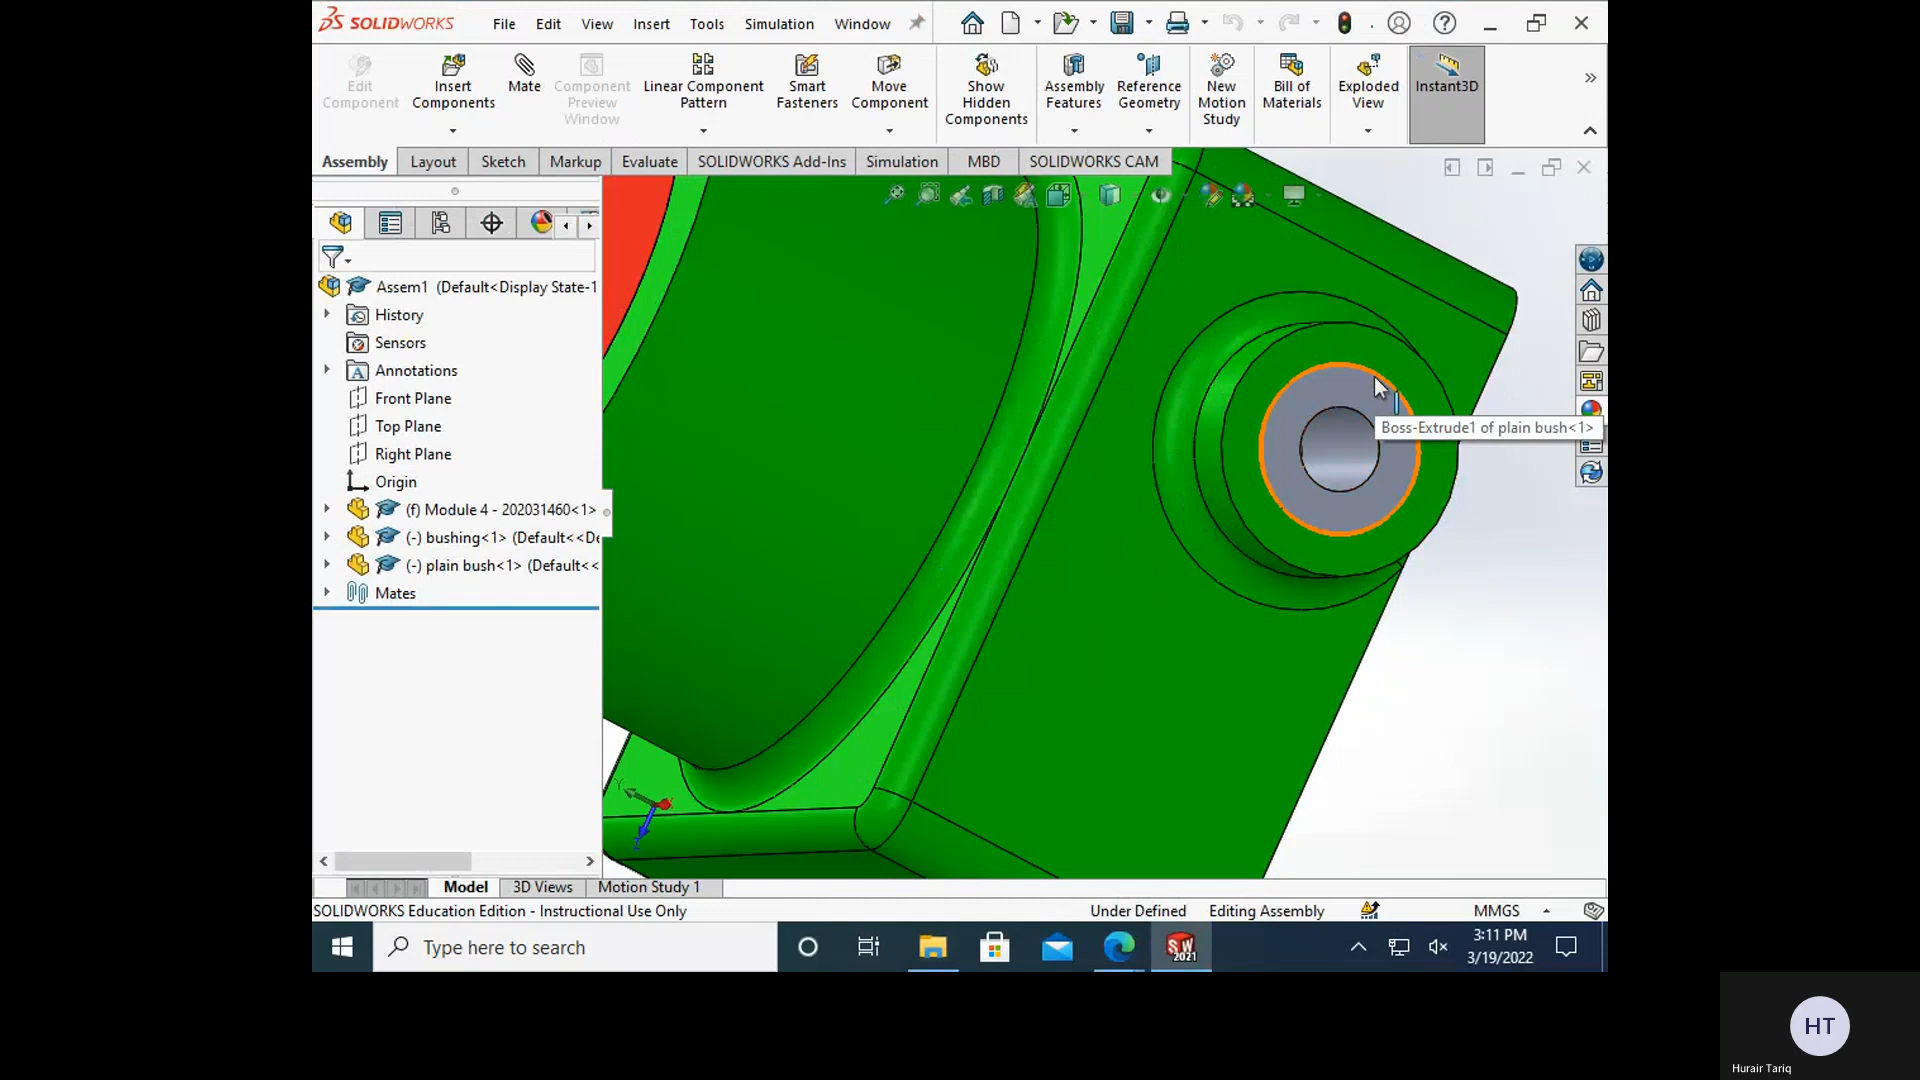 SOLIDWORKS File Edit View Insert Tools Simulation Window
Edit Component
Insert Components
Mate
Component Preview Window
Linear Component Pattern
Smart Fasteners
Move Component
Show Hidden Components
Assembly Features
Reference Geometry
New Motion Study
Bill of Materials
Exploded View
Instant3D
Assembly Layout Sketch Markup Evaluate SOLIDWORKS Add-Ins Simulation MBD SOLIDWORKS CAM
Assem1 (Default<Display State-1
History
Sensors
A Annotations
Front Plane
Top Plane
Right Plane
Origin
(f) Module 4 - 202031460<1>
(-) bushing<1> (Default<<De
(-) plain bush<1> (Default<<
Mates
Boss-Extrude1 of plain bush<1>
Y
X
Z
Model 3D Views Motion Study 1
SOLIDWORKS Education Edition - Instructional Use Only Under Defined Editing Assembly MMGS
Type here to search
SW 2021
3:11 PM
3/19/2022
HT
Hurair Tariq